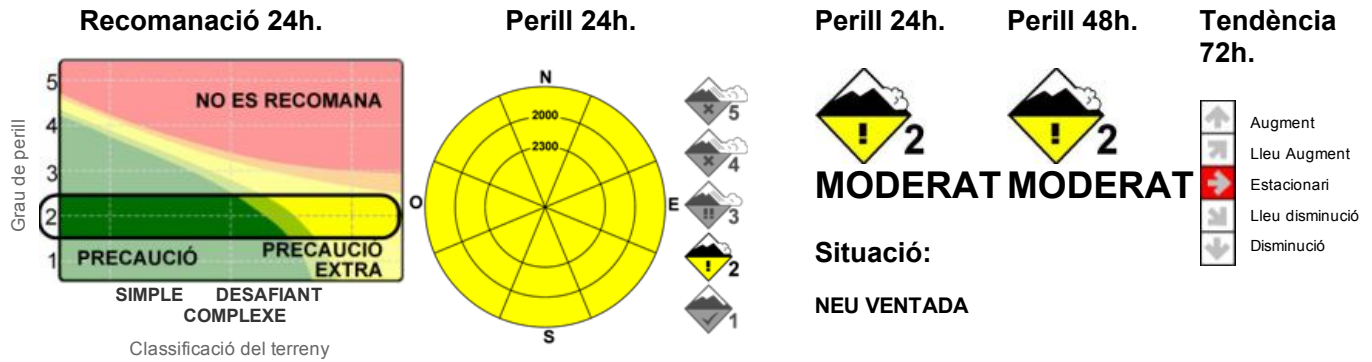 Recomanació 24h.
Grau de perill
5
4
3
2
1
NO ES RECOMANA
PRECAUCIÓ
PRECAUCIÓ
EXTRA
SIMPLE DESAFIANT
COMPLEXE
Classificació del terreny
Perill 24h.
N
2000
2300
O
E
S
5
4
!! 3
! 2
1
Perill 24h.
! 2
MODERAT
Perill 48h.
! 2
MODERAT
Situació:
NEU VENTADA
Tendència
72h.
Augment
Lleu Augment
Estacionari
Lleu disminució
Disminució